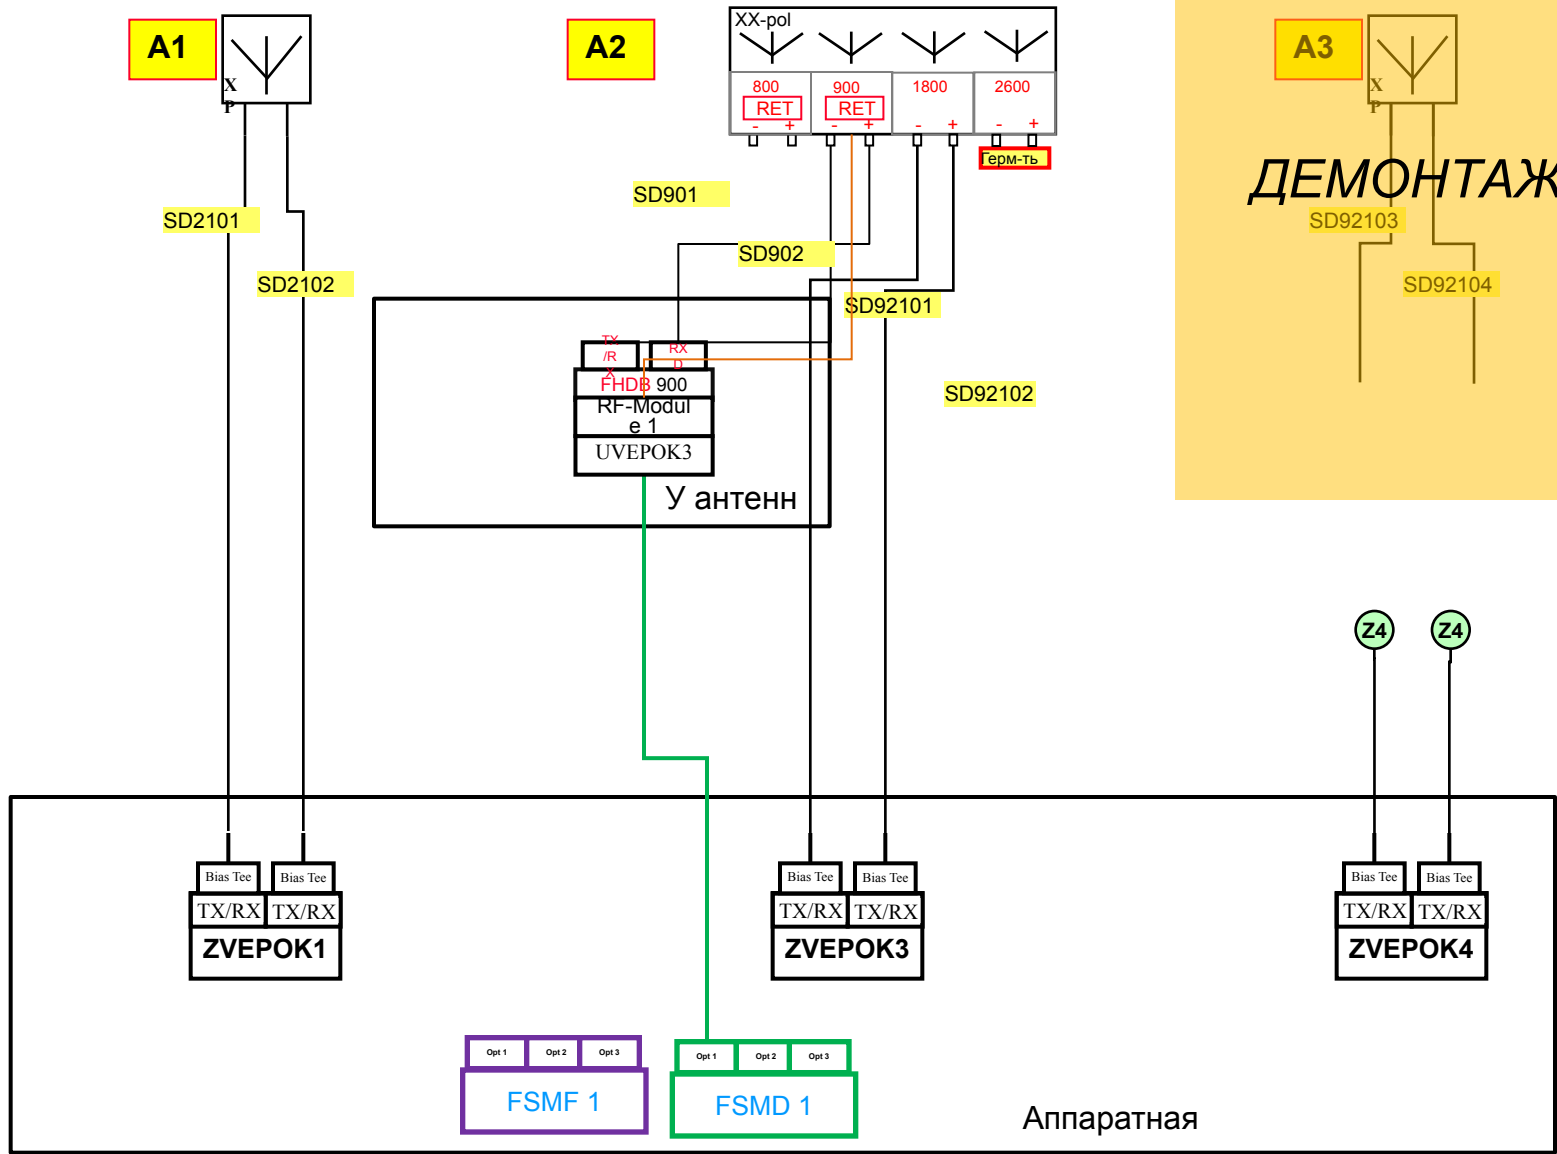 A1
X
P
A2
XX-pol
800
RET
- +
900
RET
- +
1800
- +
2600
- +
Герм-ть
A3
X
P
ДЕМОНТАЖ
SD901
SD2101
SD92103
SD902
SD2102
SD92104
SD92101
TX
/R
X
RX
D
FHDB 900
RF-Modul
e 1
UVEPOK3
SD92102
У антенн
Z4
Z4
Bias Tee
Bias Tee
TX/RX
TX/RX
ZVEPOK1
Bias Tee
Bias Tee
TX/RX
TX/RX
ZVEPOK3
Bias Tee
Bias Tee
TX/RX
TX/RX
ZVEPOK4
Opt 1
Opt 2
Opt 3
FSMF 1
Opt 1
Opt 2
Opt 3
FSMD 1
Аппаратная